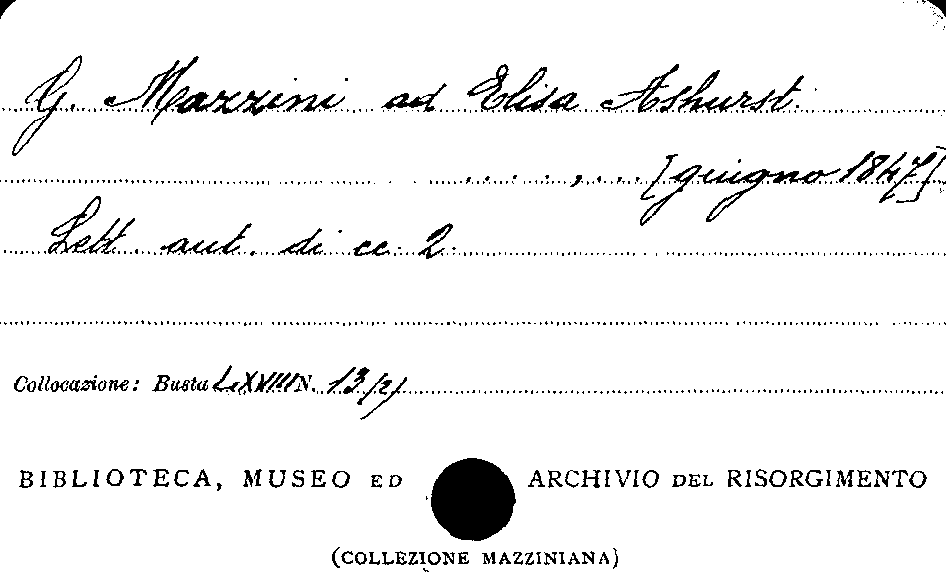 G. Mazzini ad Elisa Ashurst.
....,... [giugno 1847]
Lett. aut. di cc. 2.
Collocazione: Busta LXXVIII N. 13/2/
BIBLIOTECA, MUSEO ED ARCHIVIO DEL RISORGIMENTO
(COLLEZIONE MAZZINIANA)